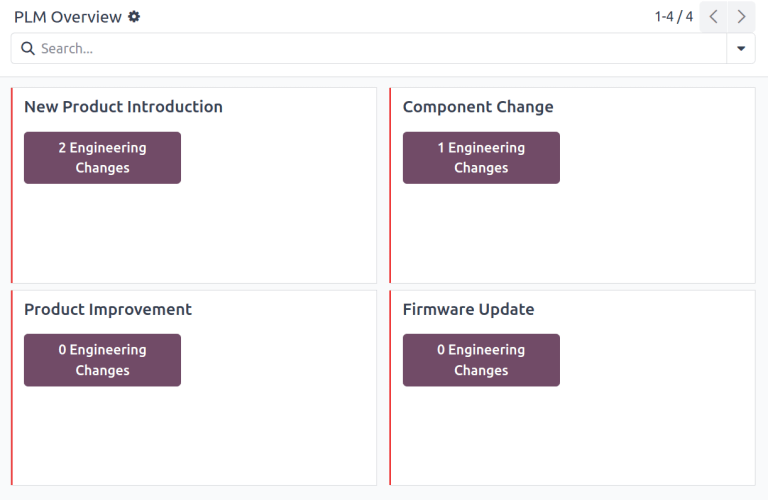 PLM Overview
1-4 / 4
Search...
New Product Introduction
2 Engineering
Changes
Component Change
1 Engineering
Changes
Product Improvement
0 Engineering
Changes
Firmware Update
0 Engineering
Changes